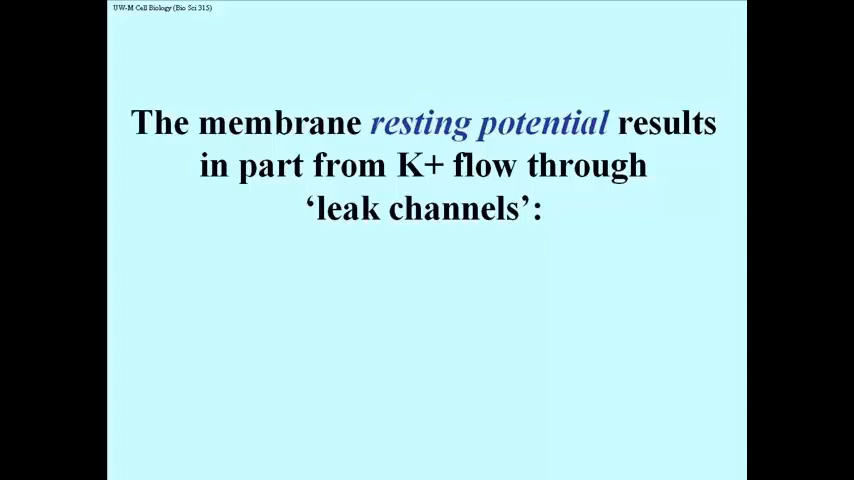 UW-M Cell Biology (Bio Sci 315)
The membrane resting potential results
in part from K+ flow through
‘leak channels’: